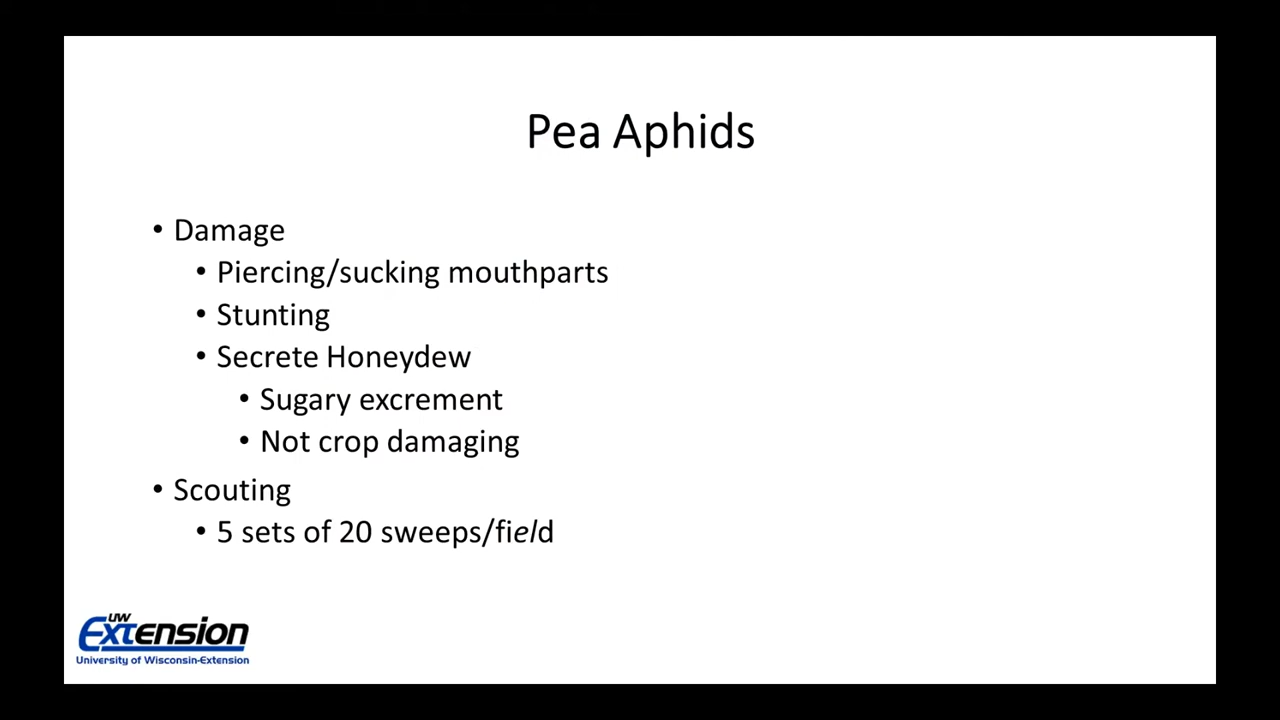 Pea Aphids
• Damage
• Piercing/sucking mouthparts
• Stunting
• Secrete Honeydew
• Sugary excrement
• Not crop damaging
• Scouting
• 5 sets of 20 sweeps/field
UW
Extension
University of Wisconsin-Extension